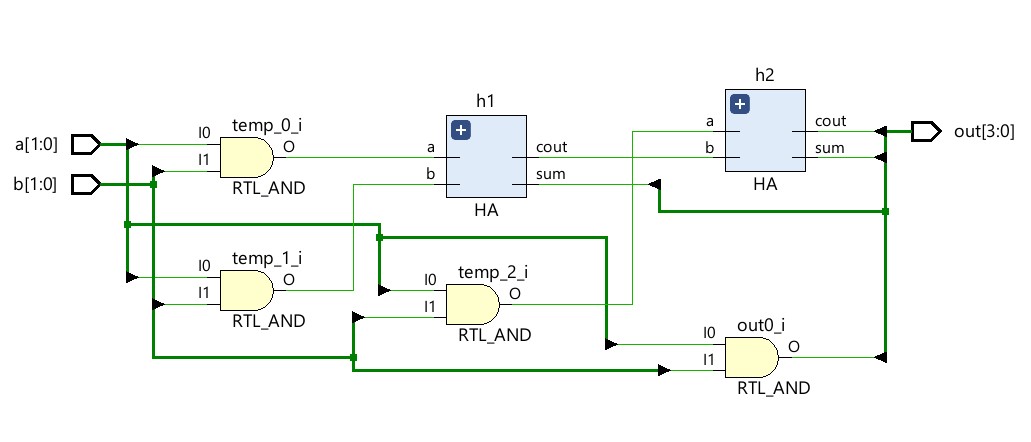 h2
h1
a
cout
b
sum
HA
out[3:0]
temp_0_i
a[1:0]
I0
O
I1
b[1:0]
RTL_AND
a
cout
b
sum
HA
temp_1_i
I0
O
I1
RTL_AND
temp_2_i
I0
O
I1
RTL_AND
out0_i
I0
O
I1
RTL_AND